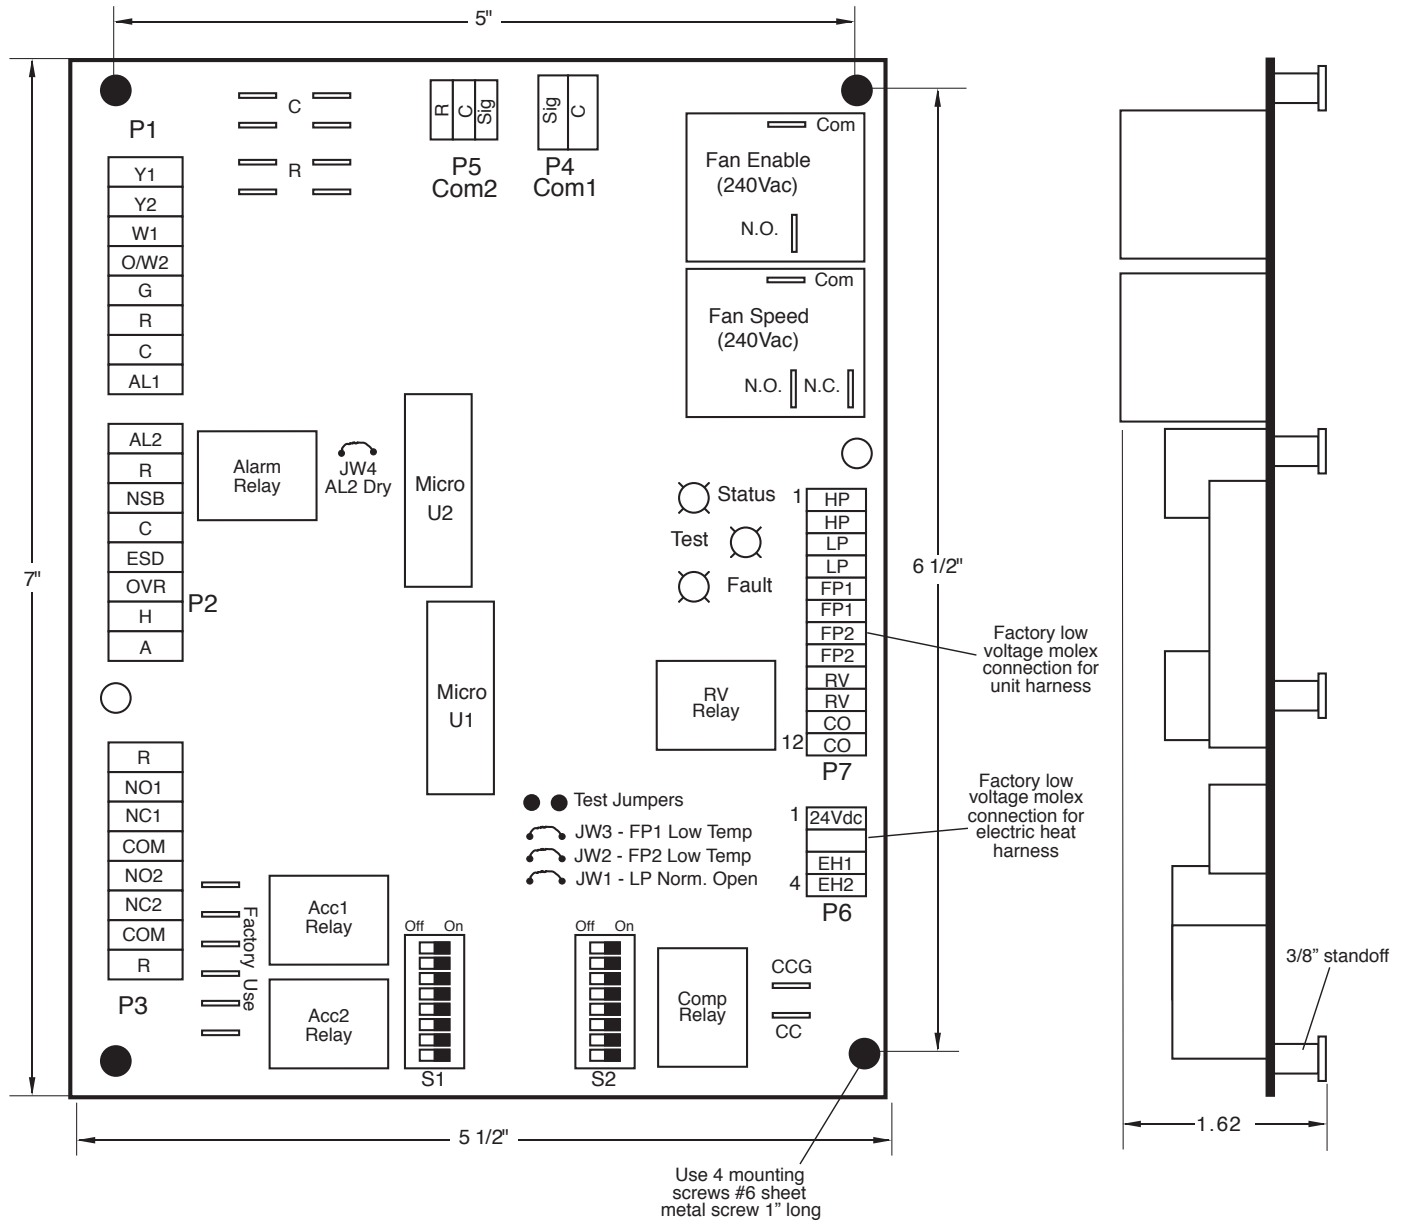 5"
C
R
R
C
Sig
P5
Com2
Sig
C
P4
Com1
P1
Y1
Y2
W1
O/W2
G
R
C
AL1
Com
Fan Enable
(240Vac)
N.O.
Com
Fan Speed
(240Vac)
N.O.
N.C.
AL2
R
NSB
C
ESD
OVR
H
A
P2
Alarm
Relay
JW4
AL2 Dry
Micro
U2
Micro
U1
Status
Test
Fault
1
HP
HP
LP
LP
FP1
FP1
FP2
FP2
RV
RV
CO
CO
12
P7
RV
Relay
7"
6 1/2"
Factory low
voltage molex
connection for
unit harness
Test Jumpers
JW3 - FP1 Low Temp
JW2 - FP2 Low Temp
JW1 - LP Norm. Open
1
24Vdc
EH1
4
EH2
P6
Factory low
voltage molex
connection for
electric heat
harness
R
NO1
NC1
COM
NO2
NC2
COM
R
P3
Factory Use
Acc1
Relay
Acc2
Relay
Off On
S1
Off On
S2
Comp
Relay
CCG
CC
3/8” standoff
5 1/2"
1.62
Use 4 mounting
screws #6 sheet
metal screw 1” long